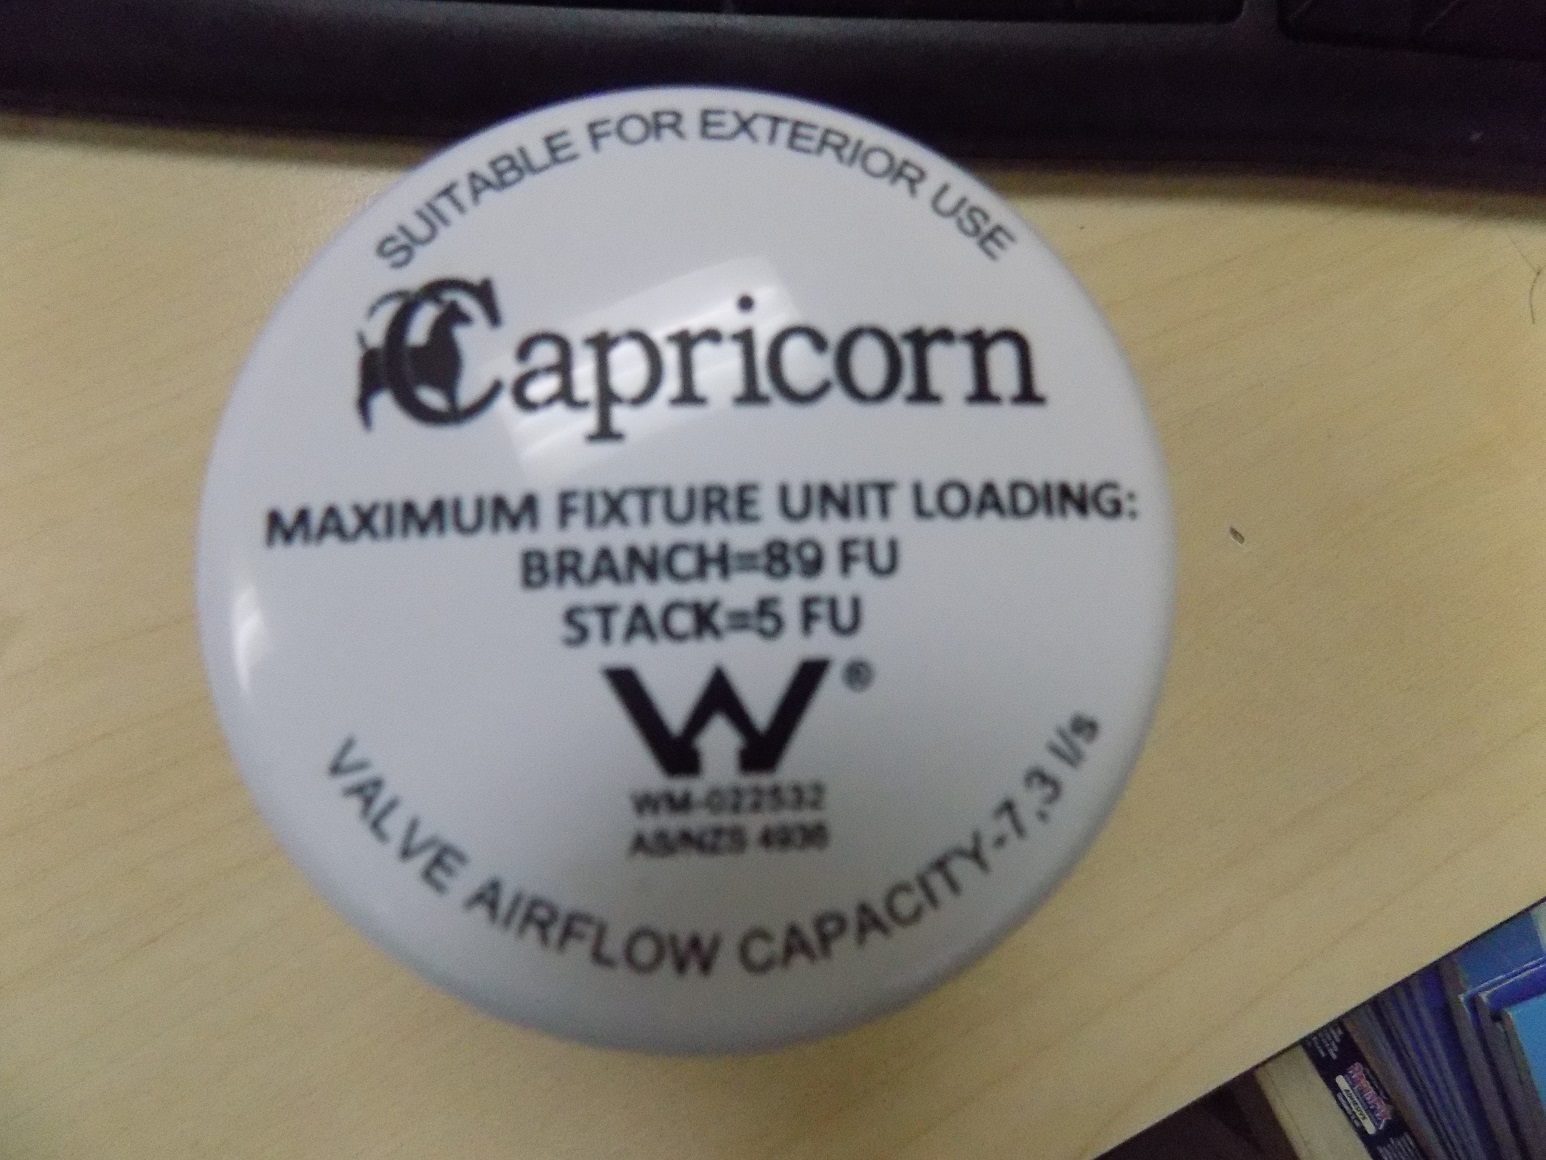 SUITABLE FOR EXTERIOR USE
Capricorn
MAXIMUM FIXTURE UNIT LOADING:
BRANCH=89 FU
STACK=5 FU
W®
WM-022532
AS/NZS 4936
VALVE AIRFLOW CAPACITY-7,3 l/s